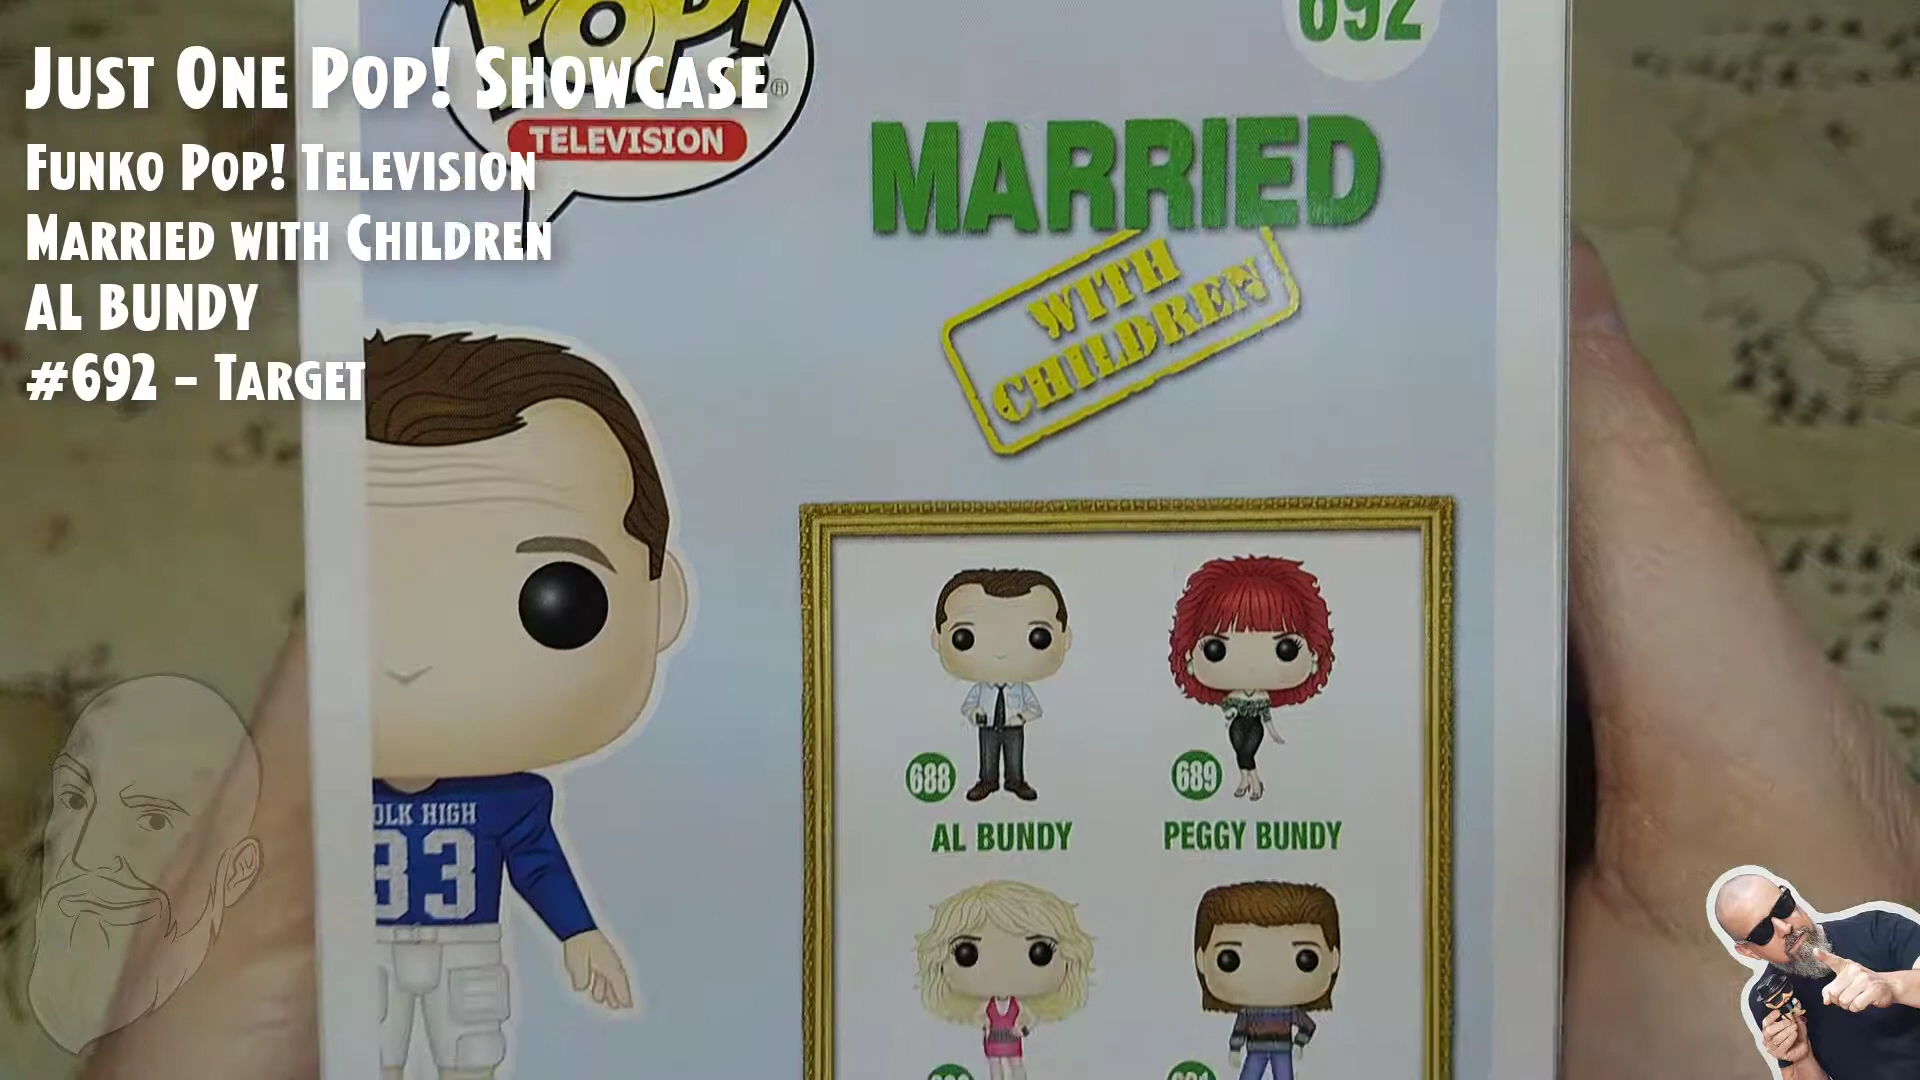 Just One Pop! Showcase
Funko Pop! Television
Married with Children
AL BUNDY
#692 - Target
POP!
®
TELEVISION
692
MARRIED
WITH
CHILDREN
OLK HIGH
33
688
689
AL BUNDY
PEGGY BUNDY